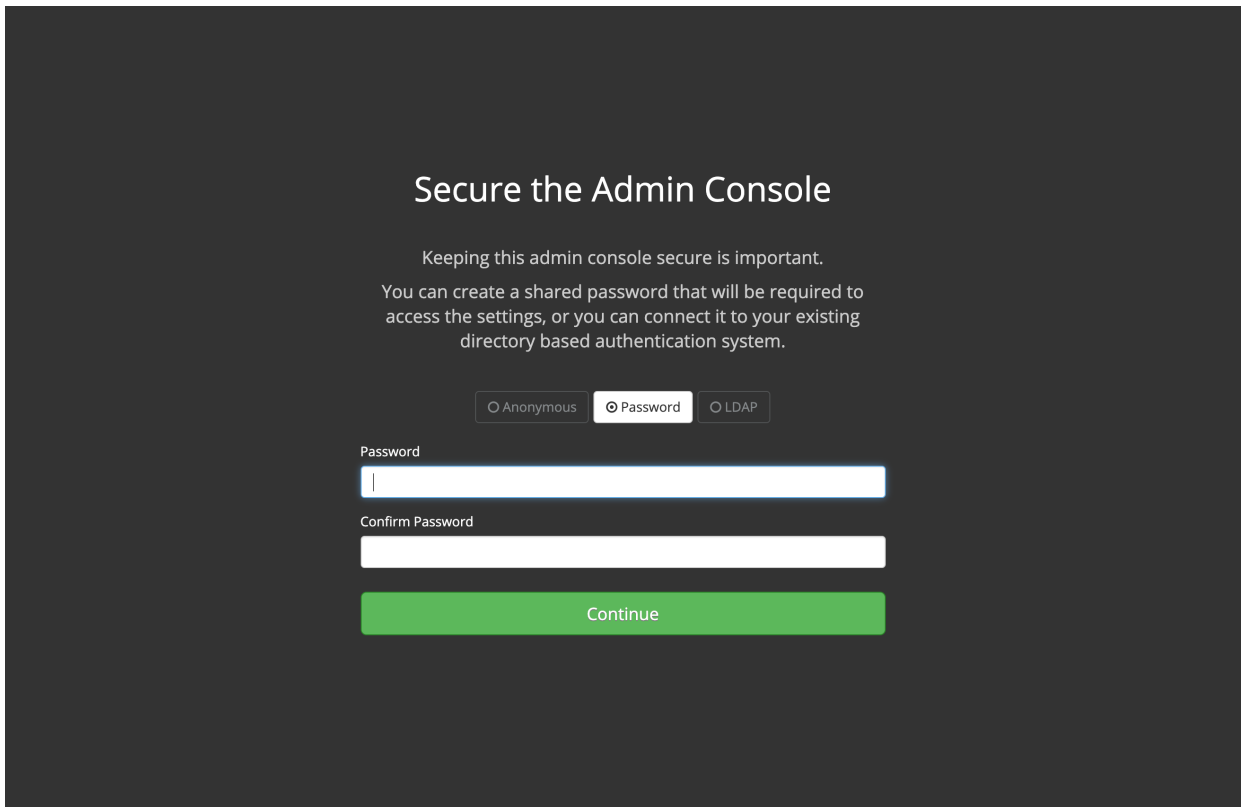 Secure the Admin Console
Keeping this admin console secure is important.
You can create a shared password that will be required to
access the settings, or you can connect it to your existing
directory based authentication system.
Anonymous Password LDAP
Password
Confirm Password
Continue